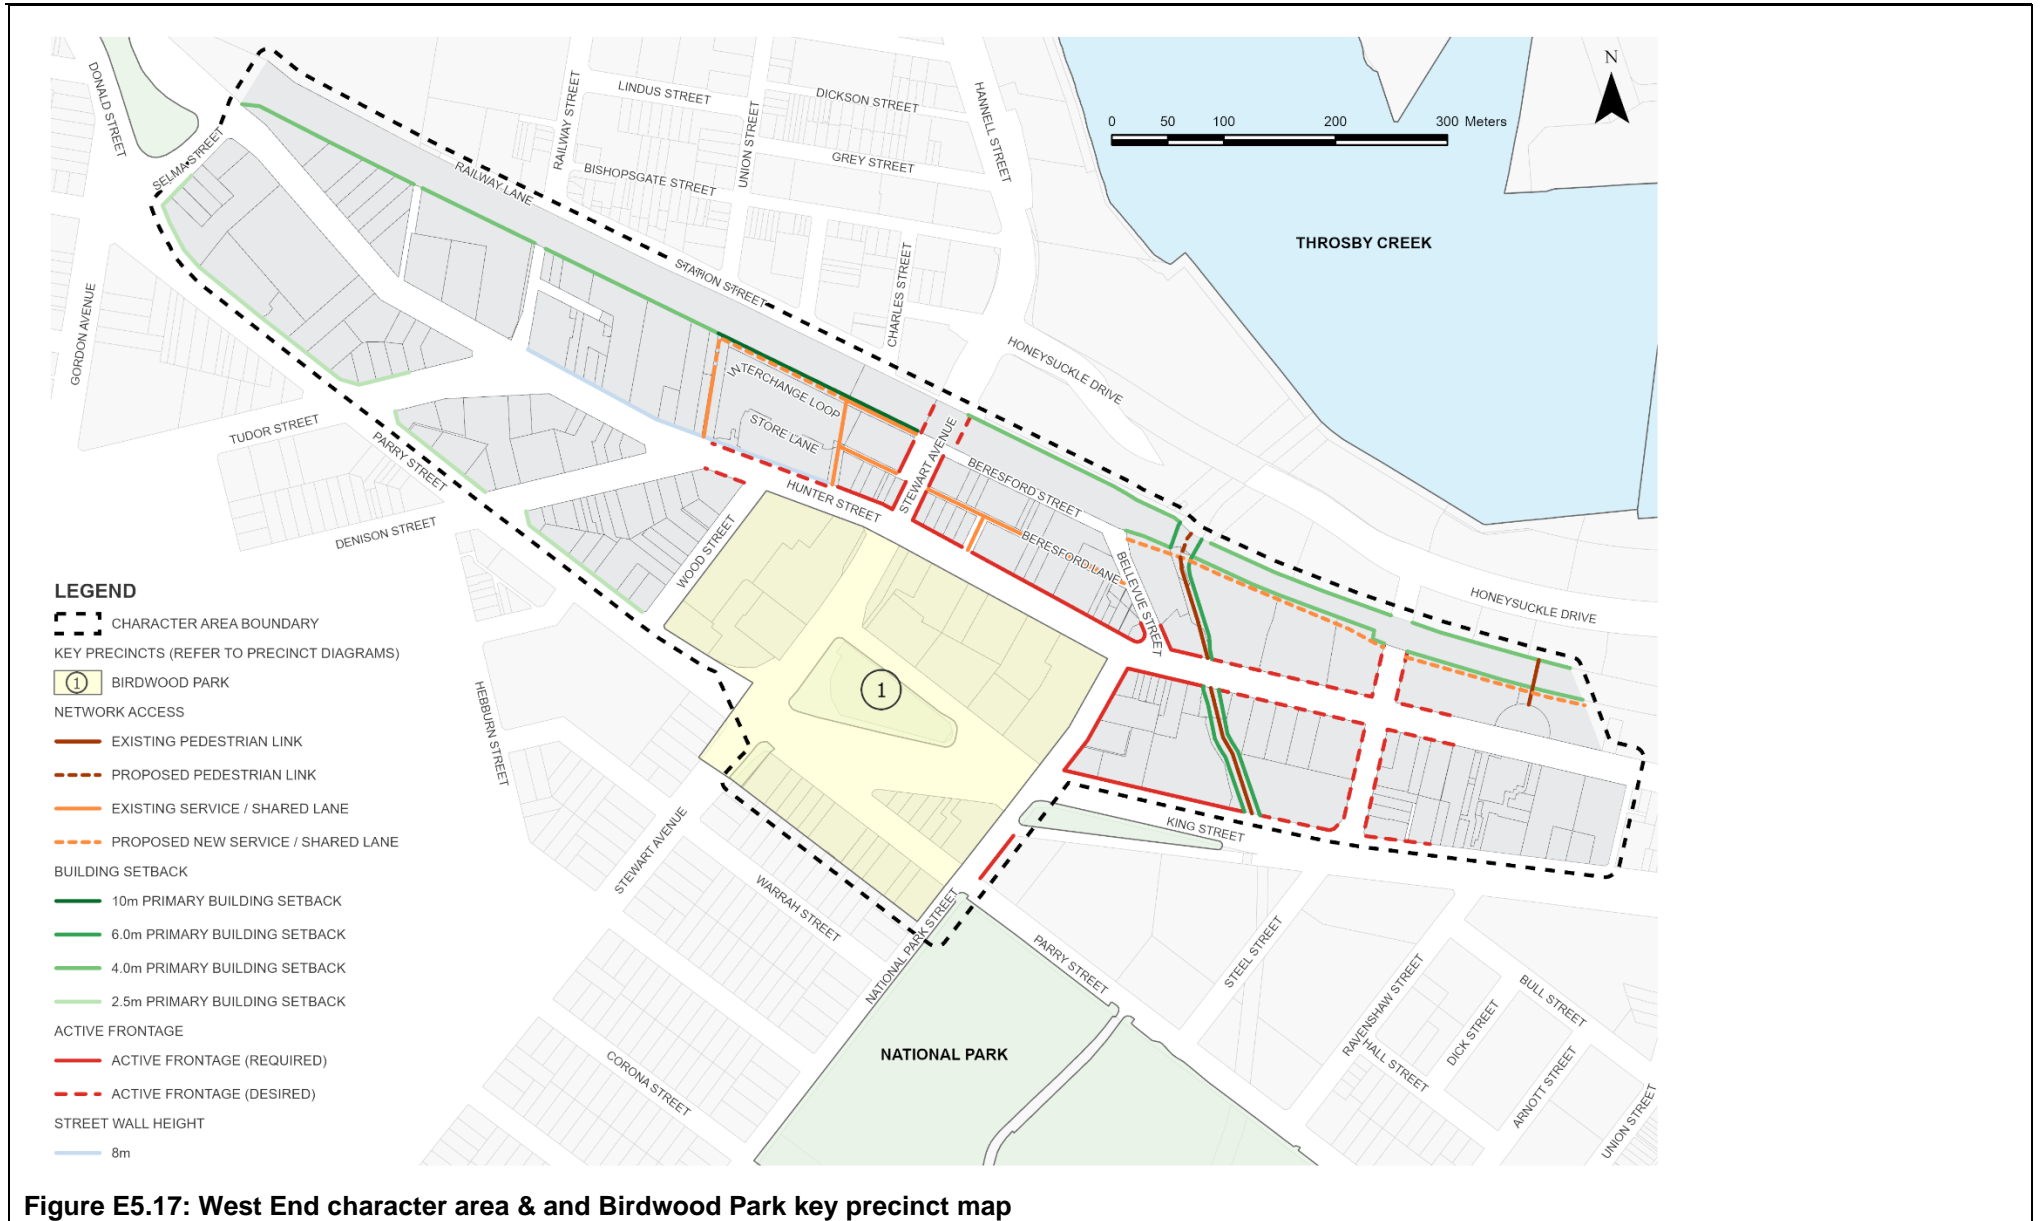 DONALD STREET
SELMA STREET
RAILWAY STREET
LINDUS STREET
DICKSON STREET
UNION STREET
HANNELL STREET
GREY STREET
BISHOPSGATE STREET
RAILWAY LANE
STATION STREET
CHARLES STREET
HONEYSUCKLE DRIVE
N
0 50 100 200 300 Meters
THROSBY CREEK
GORDON AVENUE
TUDOR STREET
PARRY STREET
DENISON STREET
INTERCHANGE LOOP
STORE LANE
HUNTER STREET
STEWART AVENUE
BERESFORD STREET
BERESFORD LANE
BELLEVUE STREET
WOOD STREET
HONEYSUCKLE DRIVE
1
KING STREET
HEBBURN STREET
STEWART AVENUE
WARRAH STREET
NATIONAL PARK STREET
PARRY STREET
STEEL STREET
RAVENSHAW STREET
BULL STREET
DICK STREET
HALL STREET
ARNOTT STREET
UNION STREET
CORONA STREET
NATIONAL PARK
LEGEND
CHARACTER AREA BOUNDARY
KEY PRECINCTS (REFER TO PRECINCT DIAGRAMS)
1 BIRDWOOD PARK
NETWORK ACCESS
EXISTING PEDESTRIAN LINK
PROPOSED PEDESTRIAN LINK
EXISTING SERVICE / SHARED LANE
PROPOSED NEW SERVICE / SHARED LANE
BUILDING SETBACK
10m PRIMARY BUILDING SETBACK
6.0m PRIMARY BUILDING SETBACK
4.0m PRIMARY BUILDING SETBACK
2.5m PRIMARY BUILDING SETBACK
ACTIVE FRONTAGE
ACTIVE FRONTAGE (REQUIRED)
ACTIVE FRONTAGE (DESIRED)
STREET WALL HEIGHT
8m
Figure E5.17: West End character area & and Birdwood Park key precinct map